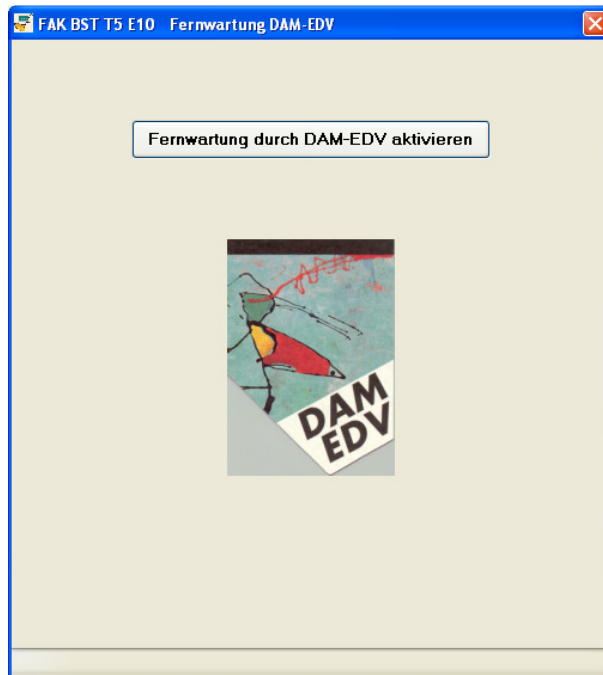 FAK BST T5 E10 Fernwartung DAM-EDV
Fernwartung durch DAM-EDV aktivieren
DAM
EDV